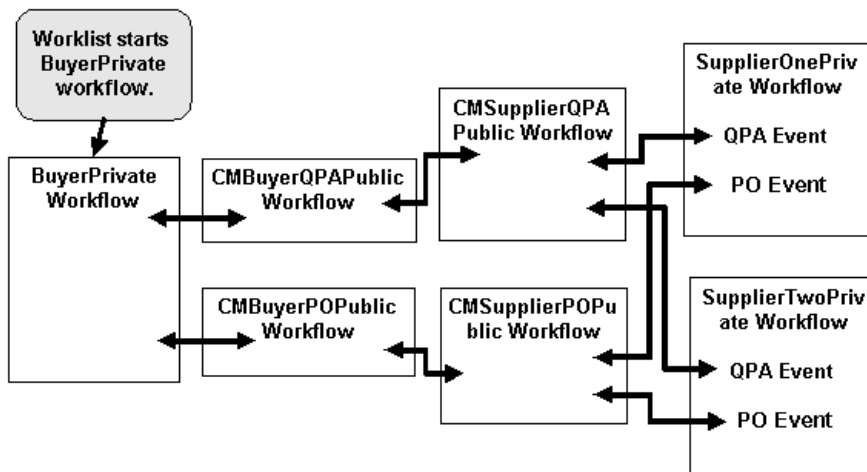 Worklist starts
BuyerPrivate
workflow.
BuyerPrivate
Workflow
CMBuyerQPAPublic
Workflow
CMSupplierQPA
Public Workflow
SupplierOnePriv
ate Workflow
QPA Event
PO Event
CMBuyerPOPublic
Workflow
CMSupplierPOPu
blic Workflow
SupplierTwoPriv
ate Workflow
QPA Event
PO Event